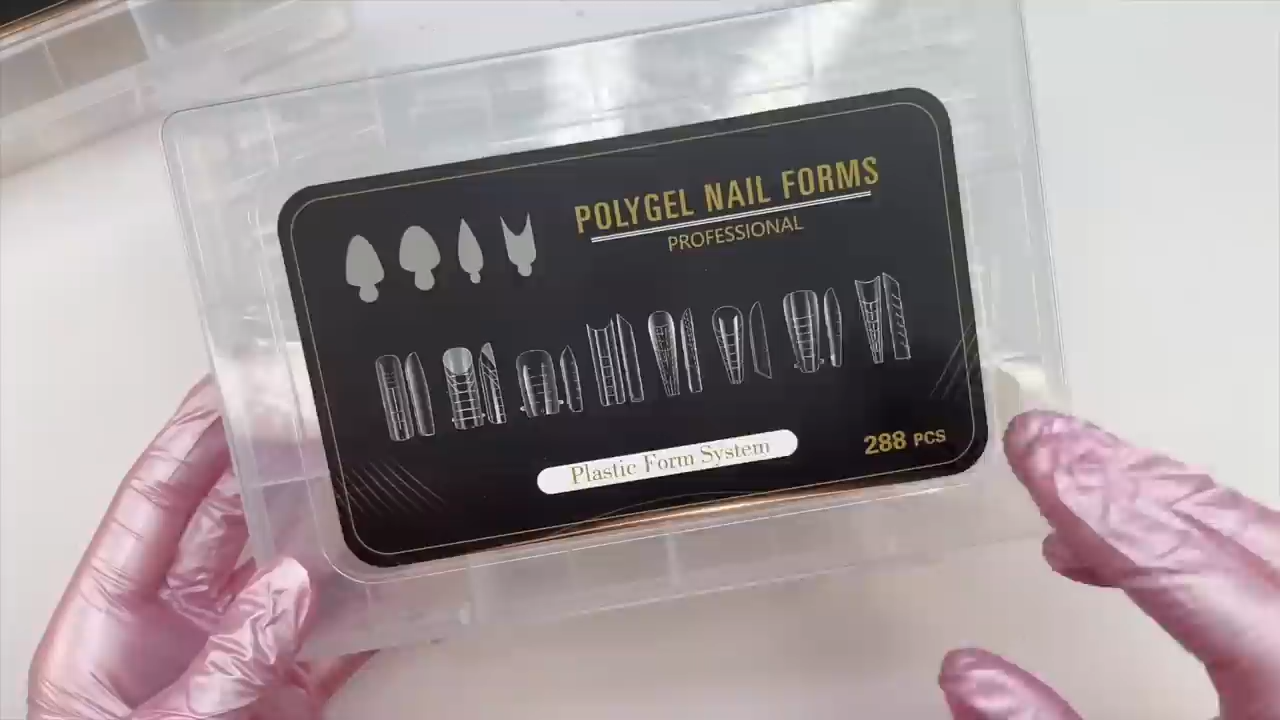 POLYGEL NAIL FORMS
PROFESSIONAL
Plastic Form System
288 PCS